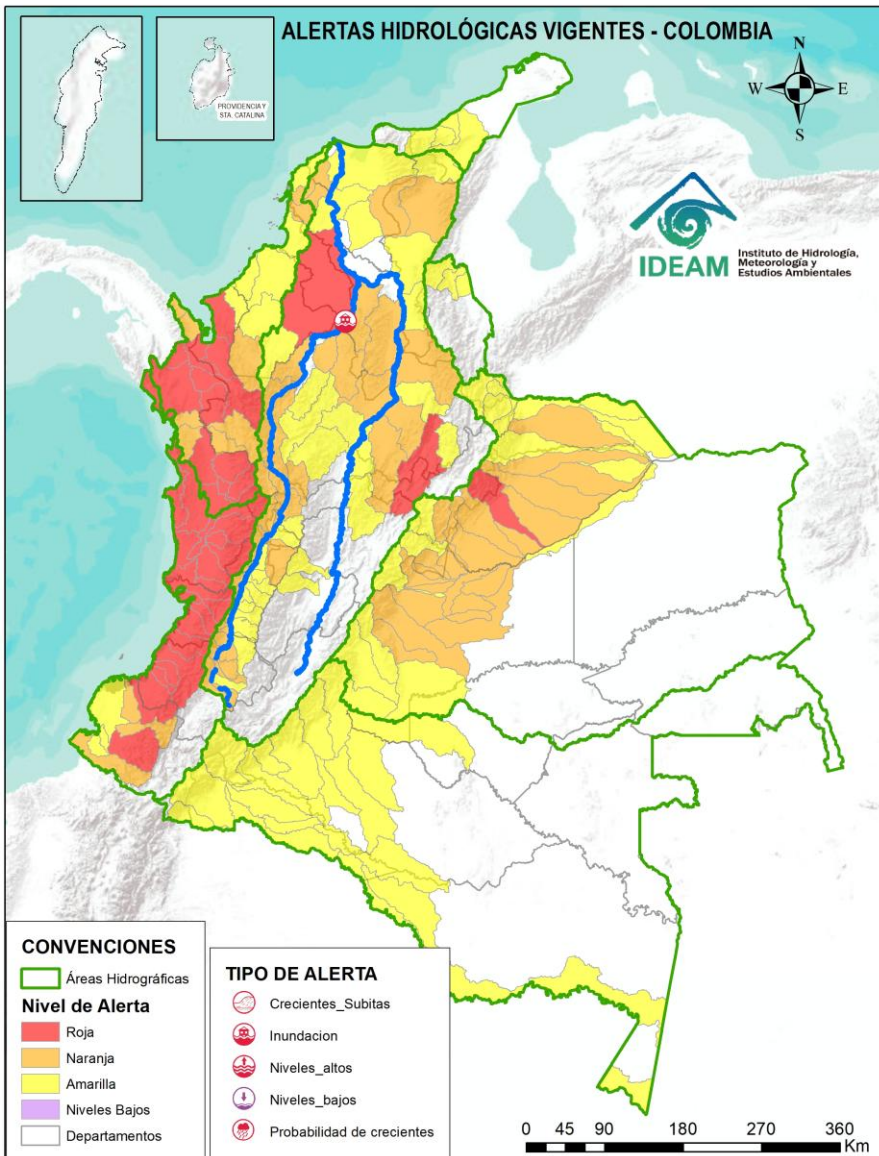 ALERTAS HIDROLÓGICAS VIGENTES - COLOMBIA
PROVIDENCIA Y
STA. CATALINA
N
W
E
S
IDEAM
Instituto de Hidrología,
Meteorología y
Estudios Ambientales
CONVENCIONES
Áreas Hidrográficas
Nivel de Alerta
Roja
Naranja
Amarilla
Niveles Bajos
Departamentos
TIPO DE ALERTA
Crecientes_Subitas
Inundacion
Niveles_altos
Niveles_bajos
Probabilidad de crecientes
0 45 90 180 270 360
Km